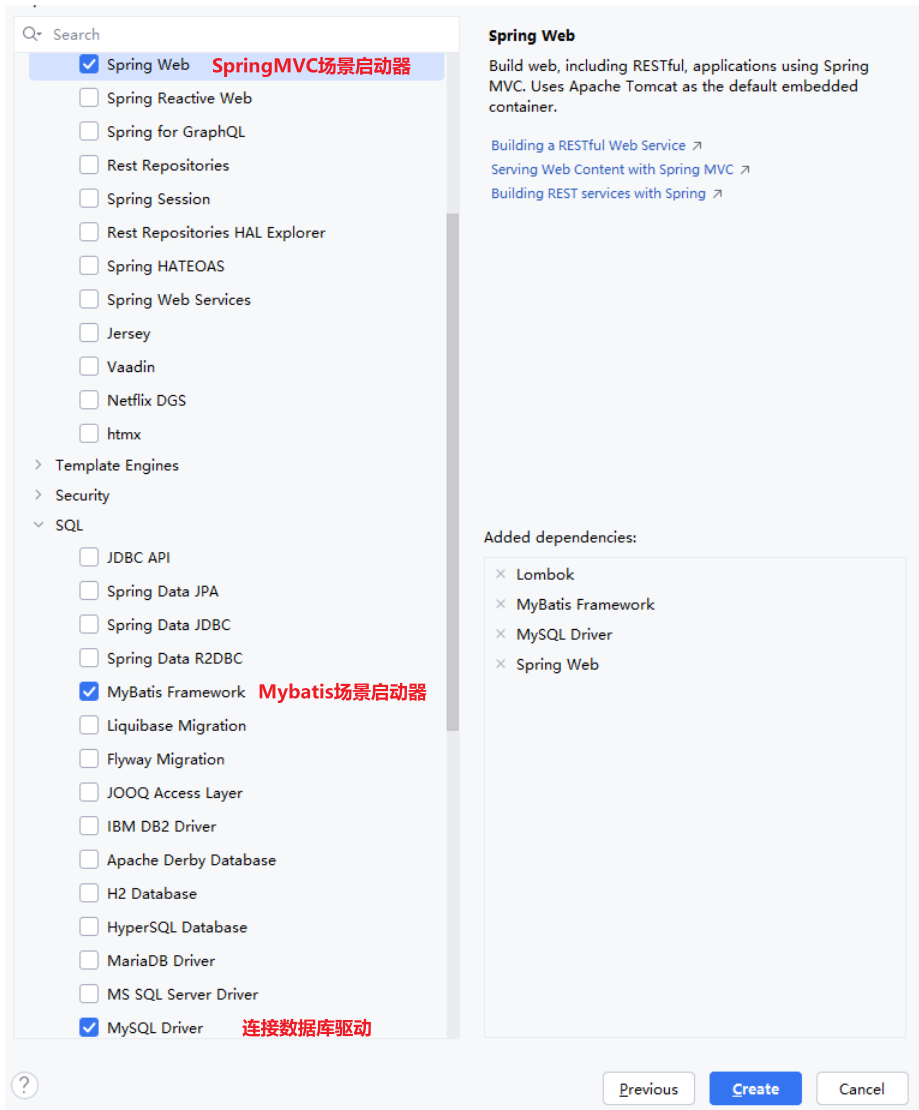 Search
Spring Web SpringMVC场景启动器
Spring Reactive Web
Spring for GraphQL
Rest Repositories
Spring Session
Rest Repositories HAL Explorer
Spring HATEOAS
Spring Web Services
Jersey
Vaadin
Netflix DGS
htmx
Template Engines
Security
SQL
JDBC API
Spring Data JPA
Spring Data JDBC
Spring Data R2DBC
MyBatis Framework Mybatis场景启动器
Liquibase Migration
Flyway Migration
JOOQ Access Layer
IBM DB2 Driver
Apache Derby Database
H2 Database
HyperSQL Database
MariaDB Driver
MS SQL Server Driver
MySQL Driver 连接数据库驱动
Spring Web
Build web, including RESTful, applications using Spring
MVC. Uses Apache Tomcat as the default embedded
container.
Building a RESTful Web Service ↗
Serving Web Content with Spring MVC ↗
Building REST services with Spring ↗
Added dependencies:
× Lombok
× MyBatis Framework
× MySQL Driver
× Spring Web
? Previous Create Cancel